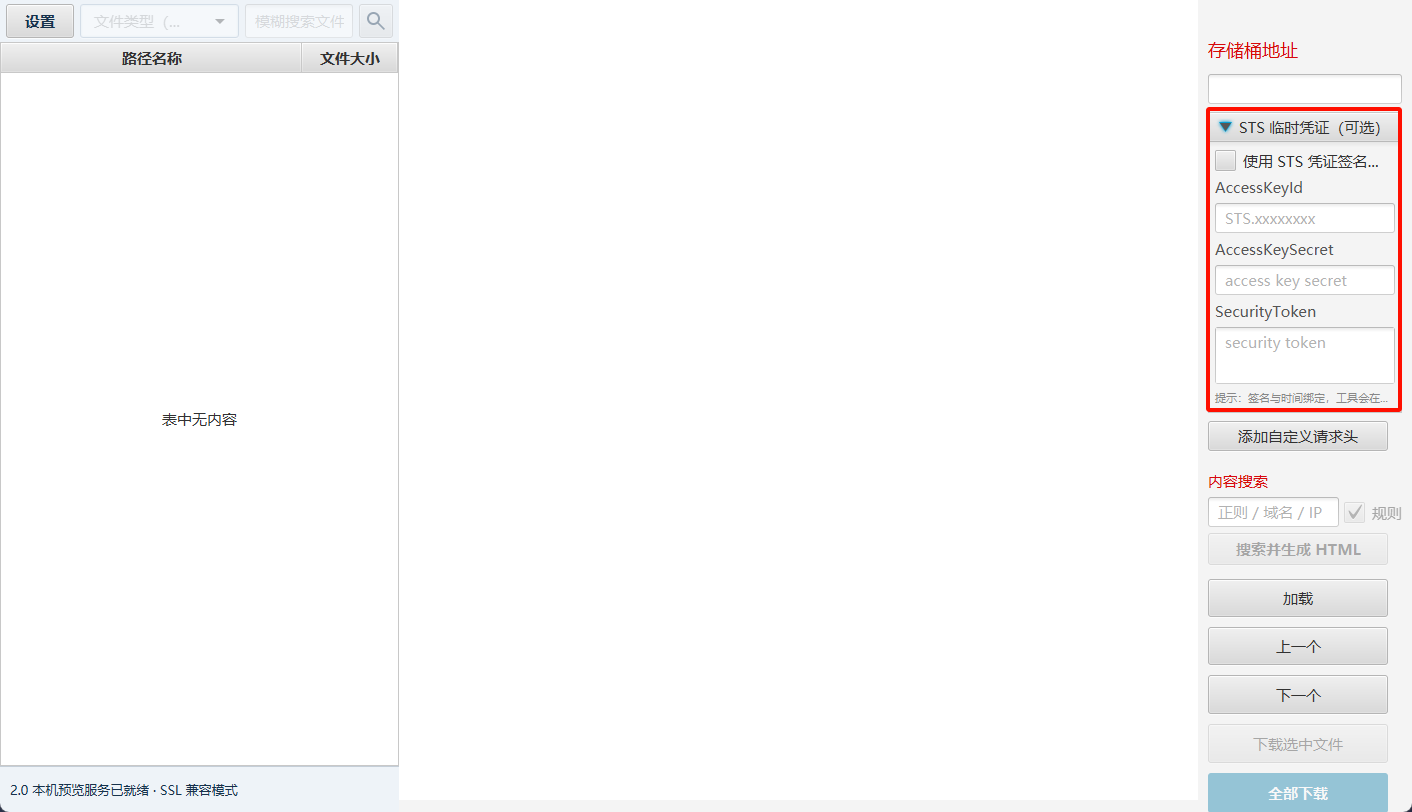 设置
文件类型（...
模糊搜索文件
路径名称
文件大小
表中无内容
2.0 本机预览服务已就绪 · SSL 兼容模式
存储桶地址
STS 临时凭证（可选）
使用 STS 凭证签名...
AccessKeyId
STS.xxxxxxxx
AccessKeySecret
access key secret
SecurityToken
security token
提示：签名与时间绑定，工具会在...
添加自定义请求头
内容搜索
正则 / 域名 / IP
规则
搜索并生成 HTML
加载
上一个
下一个
下载选中文件
全部下载